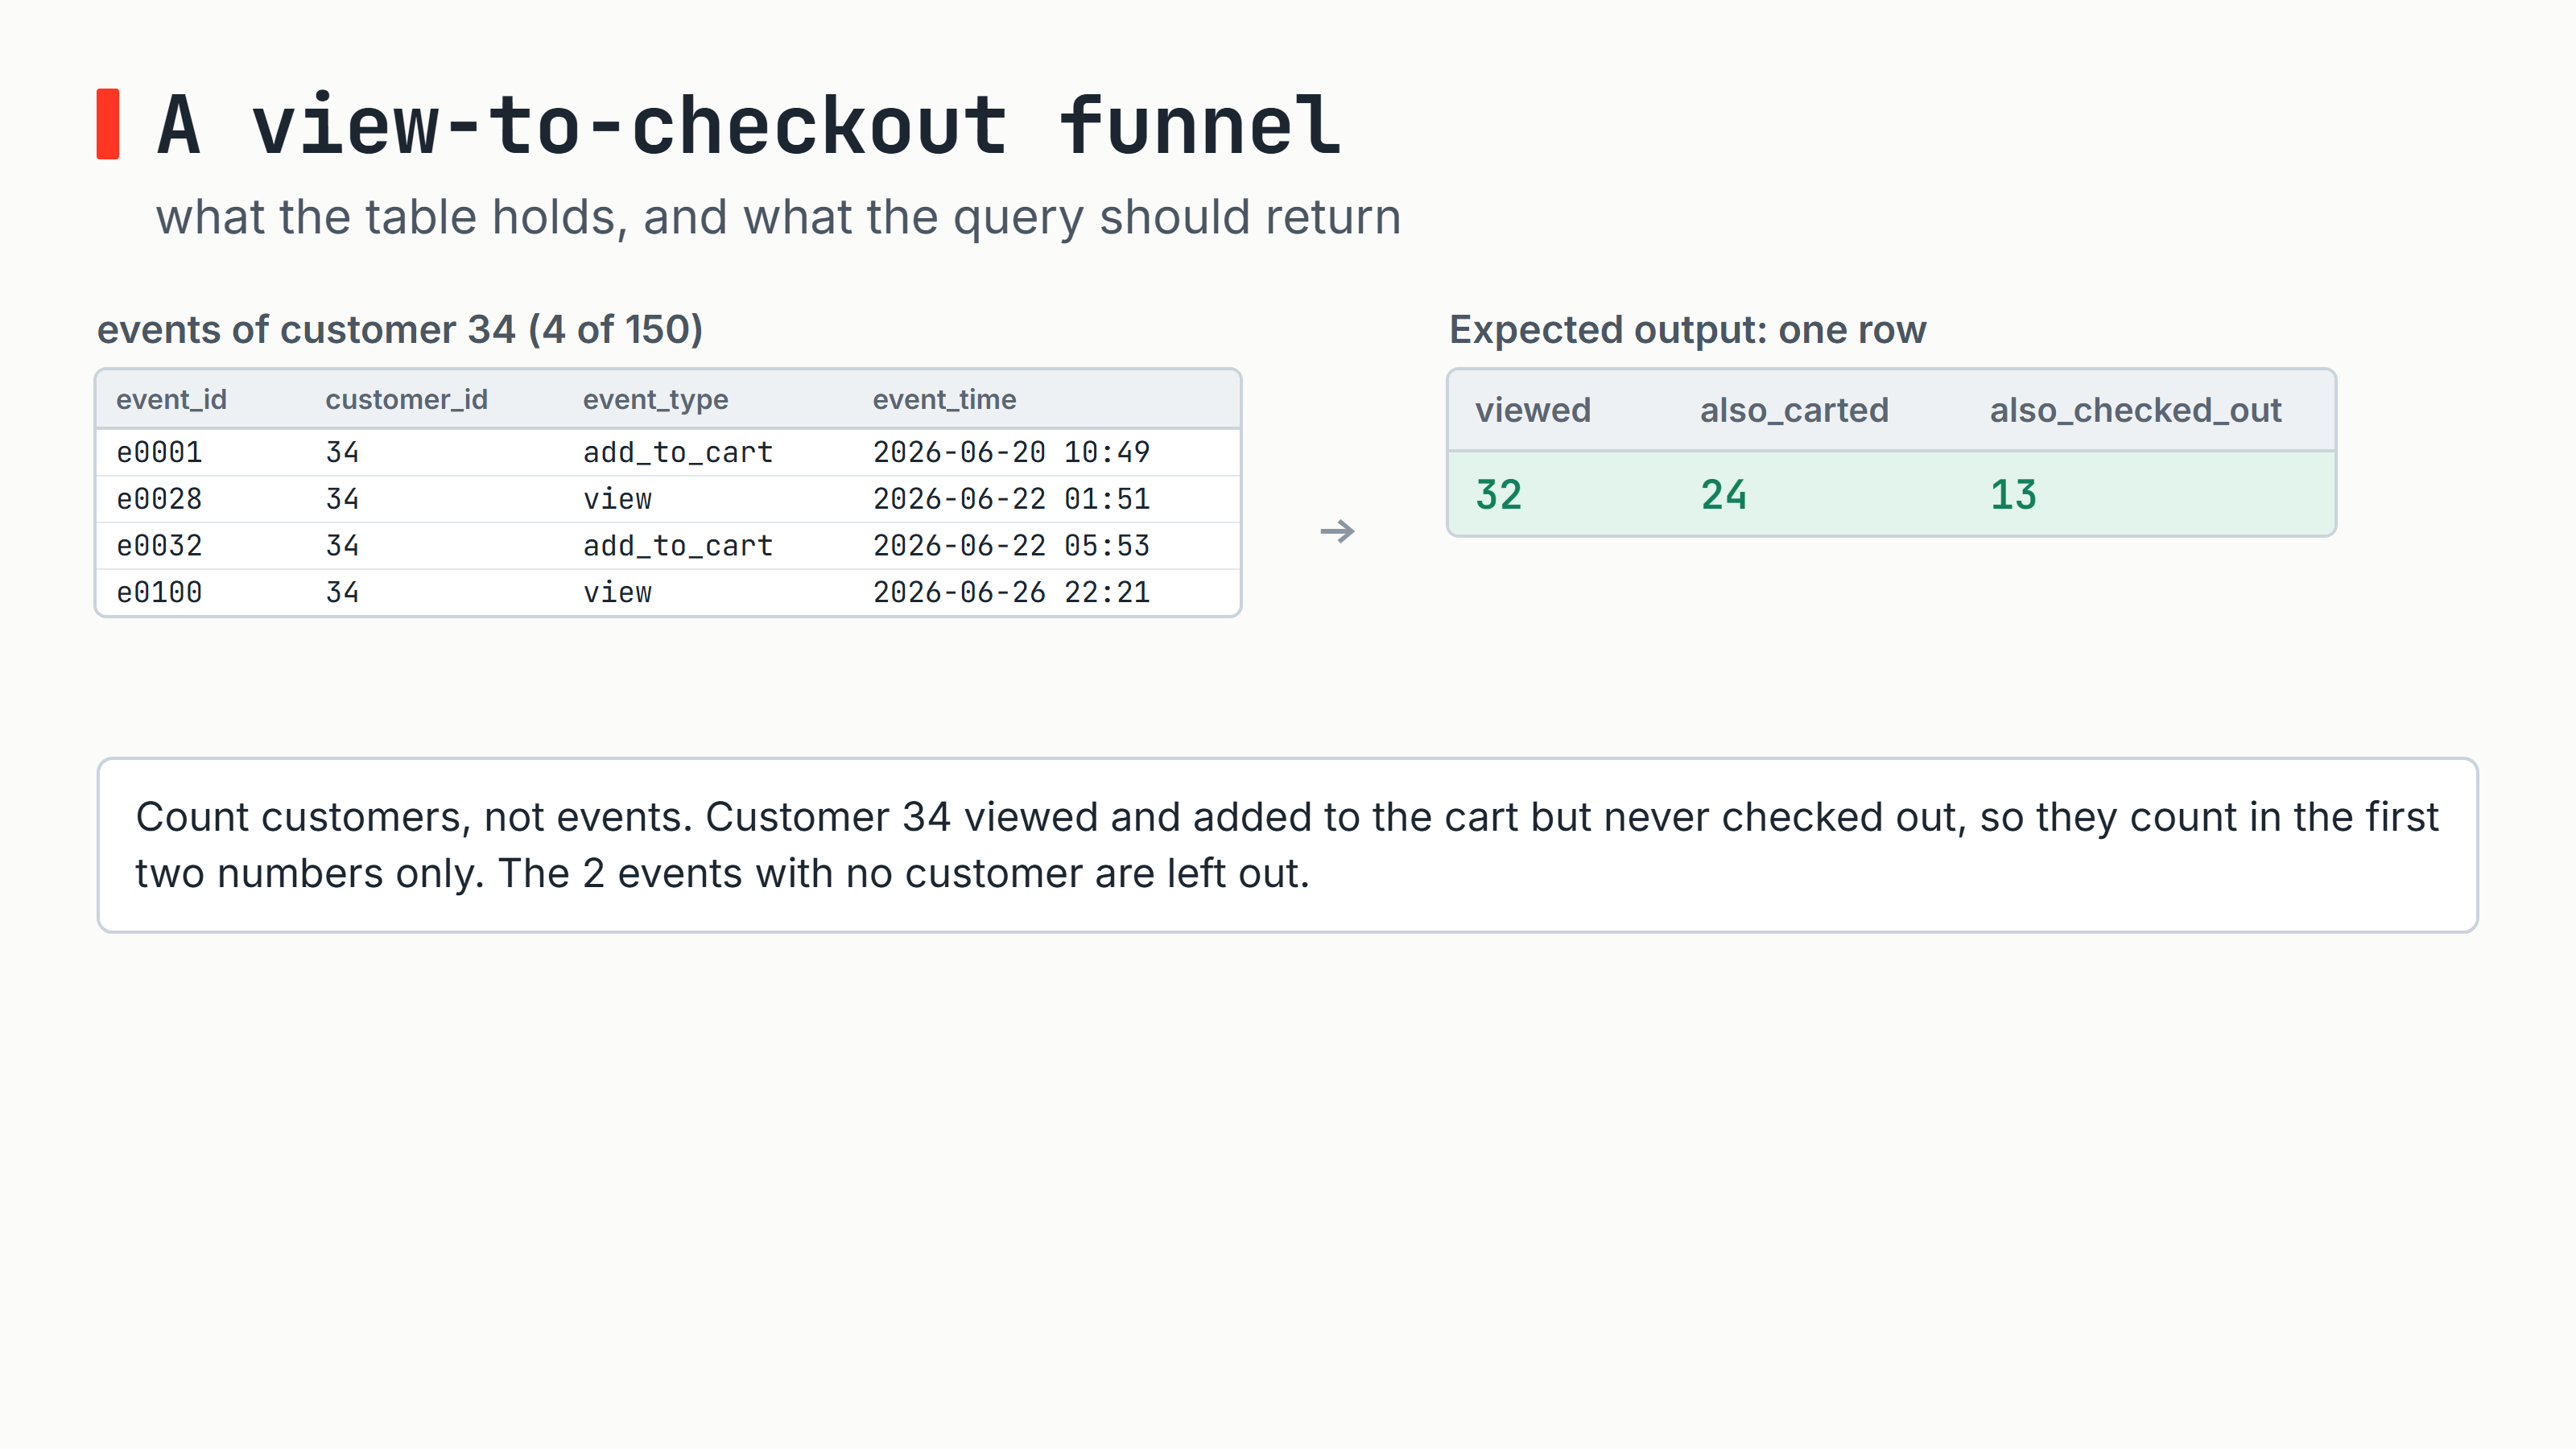 A view-to-checkout funnel
what the table holds, and what the query should return
events of customer 34 (4 of 150)
event_id customer_id event_type event_time
e0001 34 add_to_cart 2026-06-20 10:49
e0028 34 view 2026-06-22 01:51
e0032 34 add_to_cart 2026-06-22 05:53
e0100 34 view 2026-06-26 22:21
→
Expected output: one row
viewed also_carted also_checked_out
32 24 13
Count customers, not events. Customer 34 viewed and added to the cart but never checked out, so they count in the first
two numbers only. The 2 events with no customer are left out.